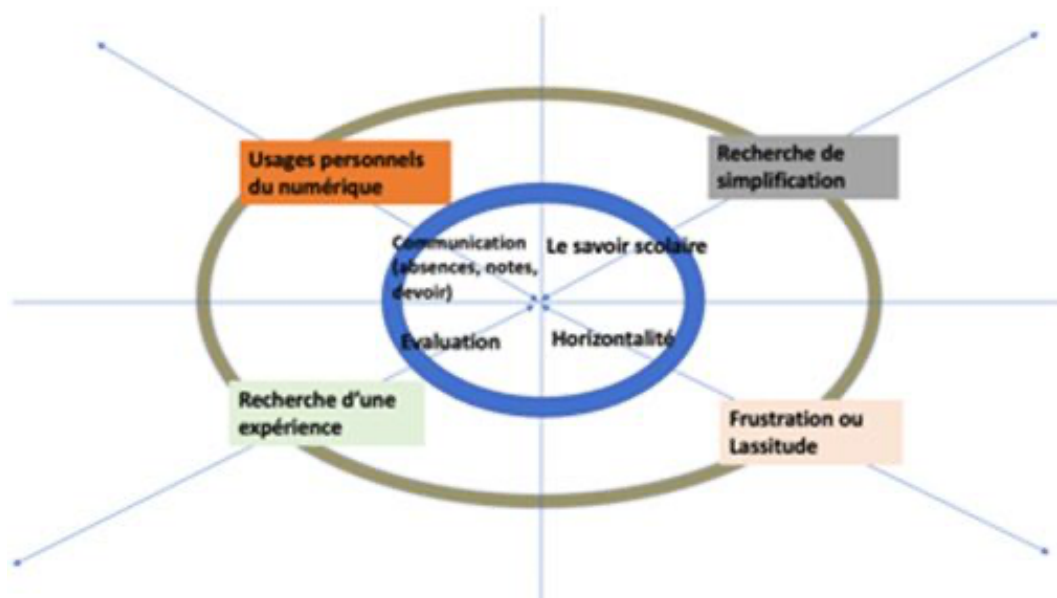 Usages personnels
du numérique
Recherche de
simplification
Communication
(absences, notes,
devoir)
Le savoir scolaire
Evaluation
Horizontalité
Recherche d'une
expérience
Frustration ou
Lassitude